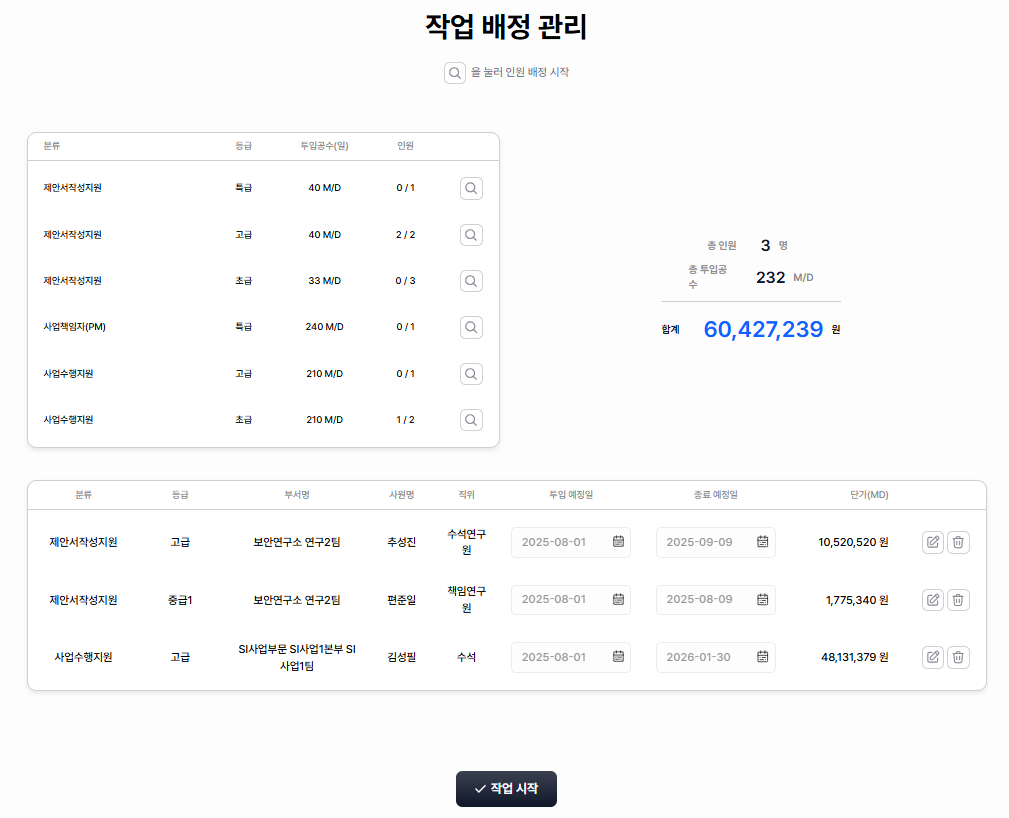 작업 배정 관리
을 눌러 인원 배정 시작
분류 등급 투입공수(일) 인원
제안서작성지원 특급 40 M/D 0 / 1
제안서작성지원 고급 40 M/D 2 / 2
제안서작성지원 초급 33 M/D 0 / 3
사업책임자(PM) 특급 240 M/D 0 / 1
사업수행지원 고급 210 M/D 0 / 1
사업수행지원 초급 210 M/D 1 / 2
총 인원 3 명
총 투입공
수 232 M/D
합계 60,427,239 원
분류 등급 부서명 사원명 직위 투입 예정일 종료 예정일 단가(MD)
제안서작성지원 고급 보안연구소 연구2팀 추성진 수석연구
원 2025-08-01 2025-09-09 10,520,520 원
제안서작성지원 중급1 보안연구소 연구2팀 편준일 책임연구
원 2025-08-01 2025-08-09 1,775,340 원
사업수행지원 고급 SI사업부문 SI사업1본부 SI
사업1팀 김성필 수석 2025-08-01 2026-01-30 48,131,379 원
작업 시작